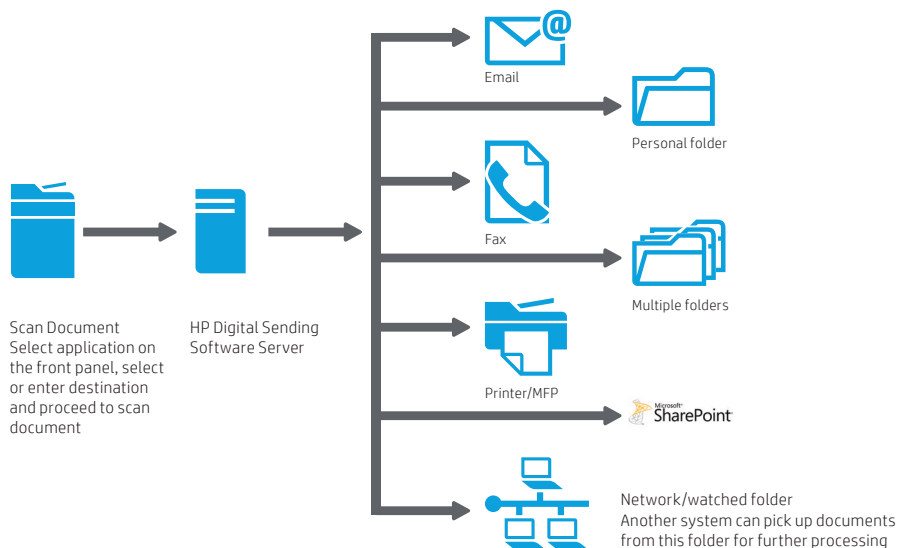 @
Email
Personal folder
Fax
Multiple folders
Scan Document
Select application on
the front panel, select
or enter destination
and proceed to scan
document
HP Digital Sending
Software Server
Printer/MFP
Microsoft®
SharePoint
Network/watched folder
Another system can pick up documents
from this folder for further processing